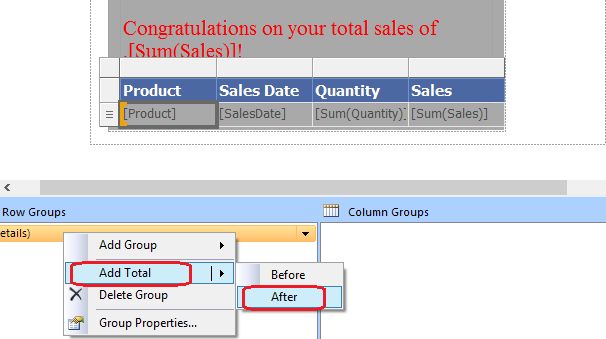 Congratulations on your total sales of
.[Sum(Sales)]!
Product Sales Date Quantity Sales
[Product] [SalesDate] [Sum(Quantity)] [Sum(Sales)]
Row Groups Column Groups
etails)
Add Group
Add Total
Delete Group
Group Properties...
Before
After